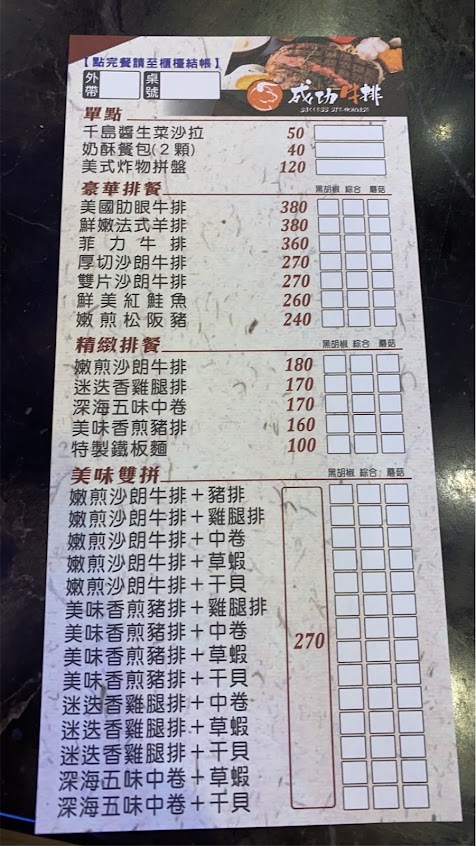 【點完餐請至櫃檯結帳】
外帶 桌號
成功牛排
SUCCESS STEAKHOUSE
單點
千島醬生菜沙拉 50
奶酥餐包(2顆) 40
美式炸物拼盤 120
豪華排餐 黑胡椒 綜合 蘑菇
美國肋眼牛排 380
鮮嫩法式羊排 380
菲力牛排 360
厚切沙朗牛排 270
雙片沙朗牛排 270
鮮美紅鮭魚 260
嫩煎松阪豬 240
精緻排餐 黑胡椒 綜合 蘑菇
嫩煎沙朗牛排 180
迷迭香雞腿排 170
深海五味中卷 170
美味香煎豬排 160
特製鐵板麵 100
美味雙拼 黑胡椒 綜合 蘑菇
嫩煎沙朗牛排+豬排
嫩煎沙朗牛排+雞腿排
嫩煎沙朗牛排+中卷
嫩煎沙朗牛排+草蝦
嫩煎沙朗牛排+干貝
美味香煎豬排+雞腿排
美味香煎豬排+中卷
270
美味香煎豬排+草蝦
美味香煎豬排+干貝
迷迭香雞腿排+中卷
迷迭香雞腿排+草蝦
迷迭香雞腿排+干貝
深海五味中卷+草蝦
深海五味中卷+干貝